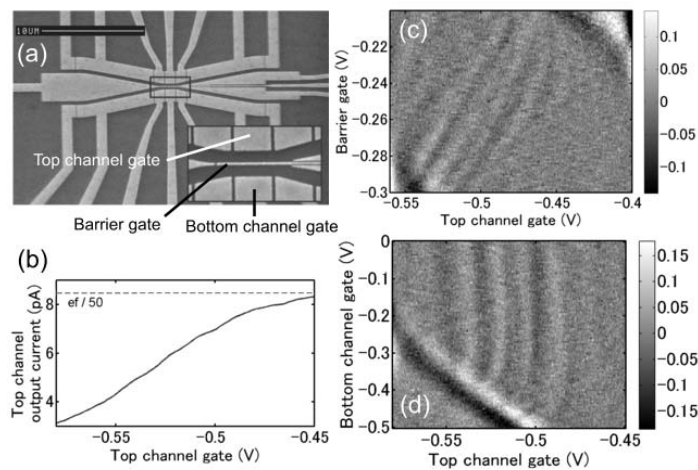 (a)
10UM
Top channel gate
Barrier gate
Bottom channel gate
(b)
Top channel
output current (pA)
8
6
4
ef / 50
−0.55
−0.5
−0.45
Top channel gate (V)
(c)
Barrier gate (V)
−0.22
−0.24
−0.26
−0.28
−0.3
−0.55
−0.5
−0.45
−0.4
Top channel gate (V)
0.1
0.05
0
−0.05
−0.1
(d)
Bottom channel gate (V)
0
−0.1
−0.2
−0.3
−0.4
−0.5
−0.55
−0.5
−0.45
Top channel gate (V)
0.15
0.1
0.05
0
−0.05
−0.1
−0.15